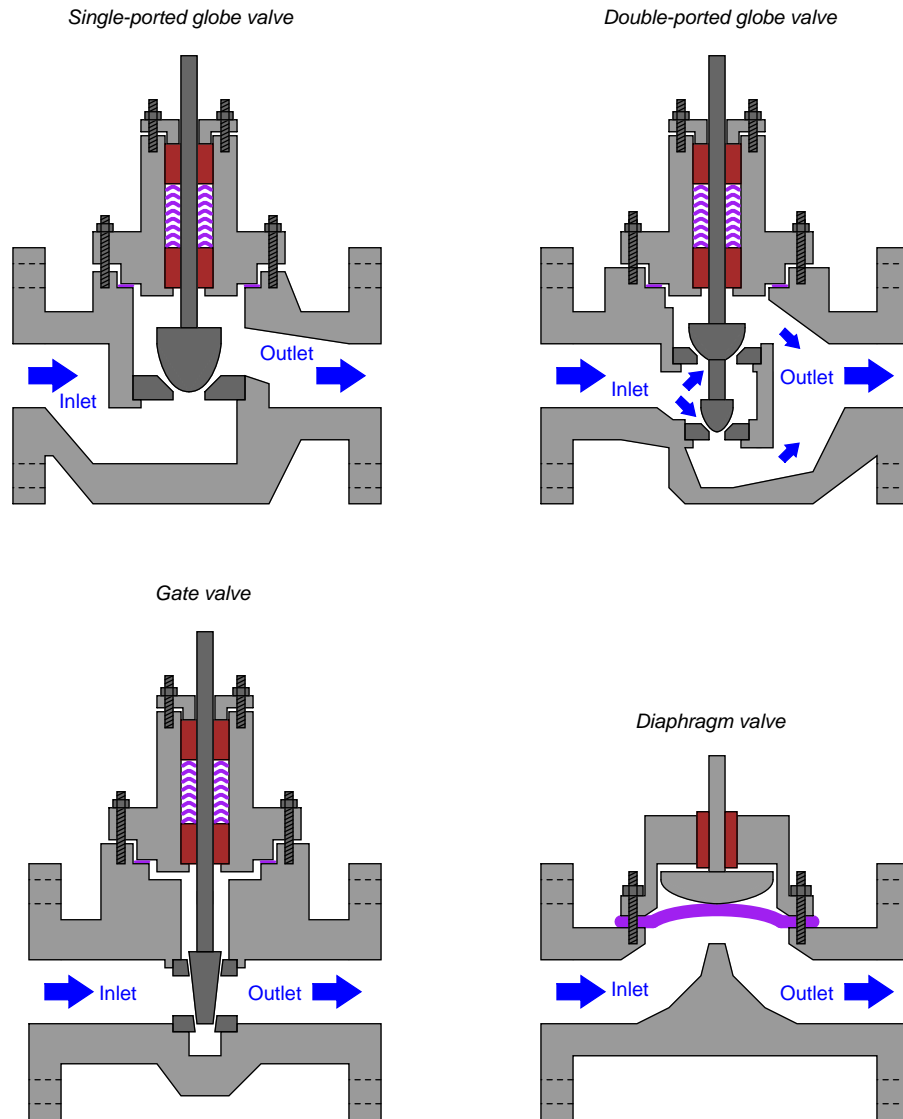 Single-ported globe valve
Double-ported globe valve
Outlet
Inlet
Inlet
Outlet
Gate valve
Diaphragm valve
Inlet
Outlet
Inlet
Outlet